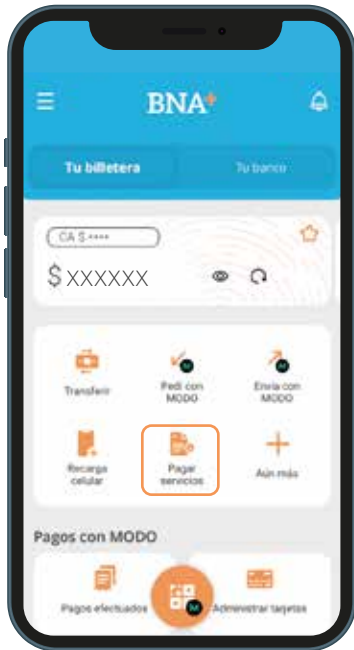 BNA+
Tu billetera
Tu banco
CA $ ····
$ XXXXXX
Transferir
Pedí con
MODO
Enviá con
MODO
Recarga
celular
Pagar
servicios
Aún más
Pagos con MODO
Pagos efectuados
Administrar tarjetas